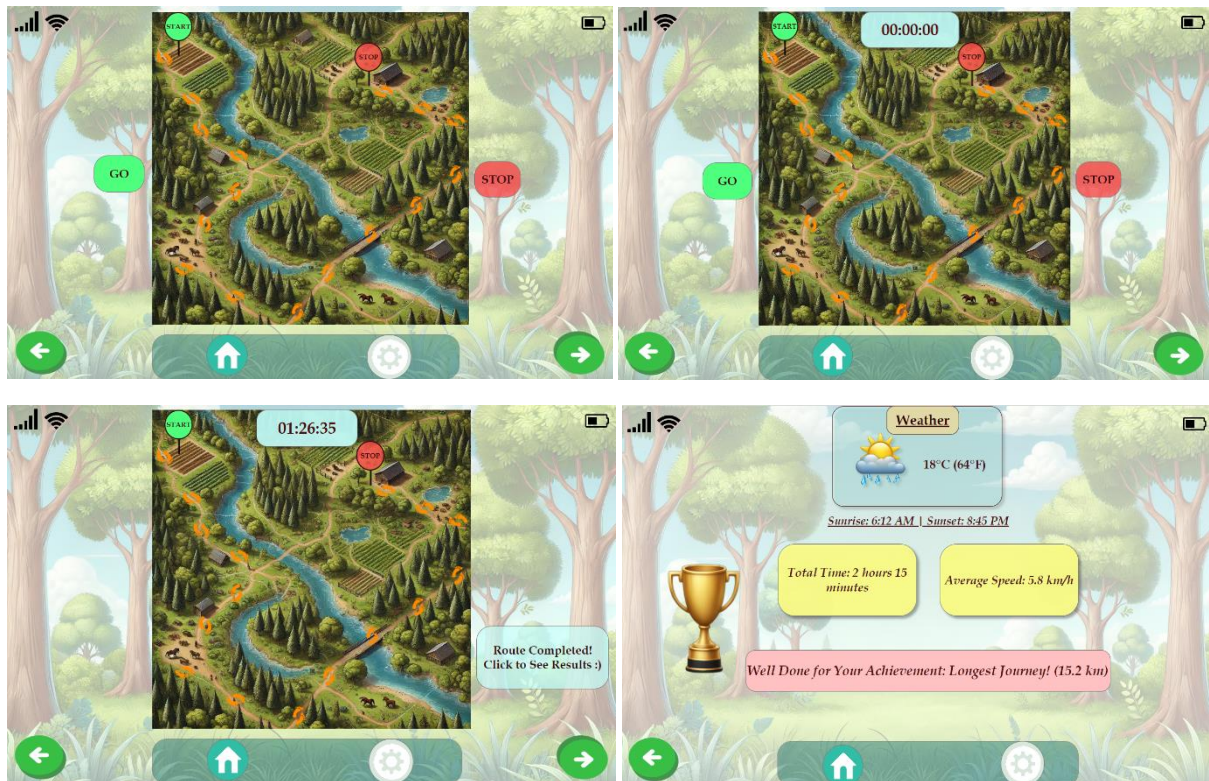 START
STOP
GO
STOP
START
00:00:00
STOP
GO
STOP
START
01:26:35
STOP
Route Completed!
Click to See Results :)
Weather
18°C (64°F)
Sunrise: 6:12 AM | Sunset: 8:45 PM
Total Time: 2 hours 15
minutes
Average Speed: 5.8 km/h
Well Done for Your Achievement: Longest Journey! (15.2 km)